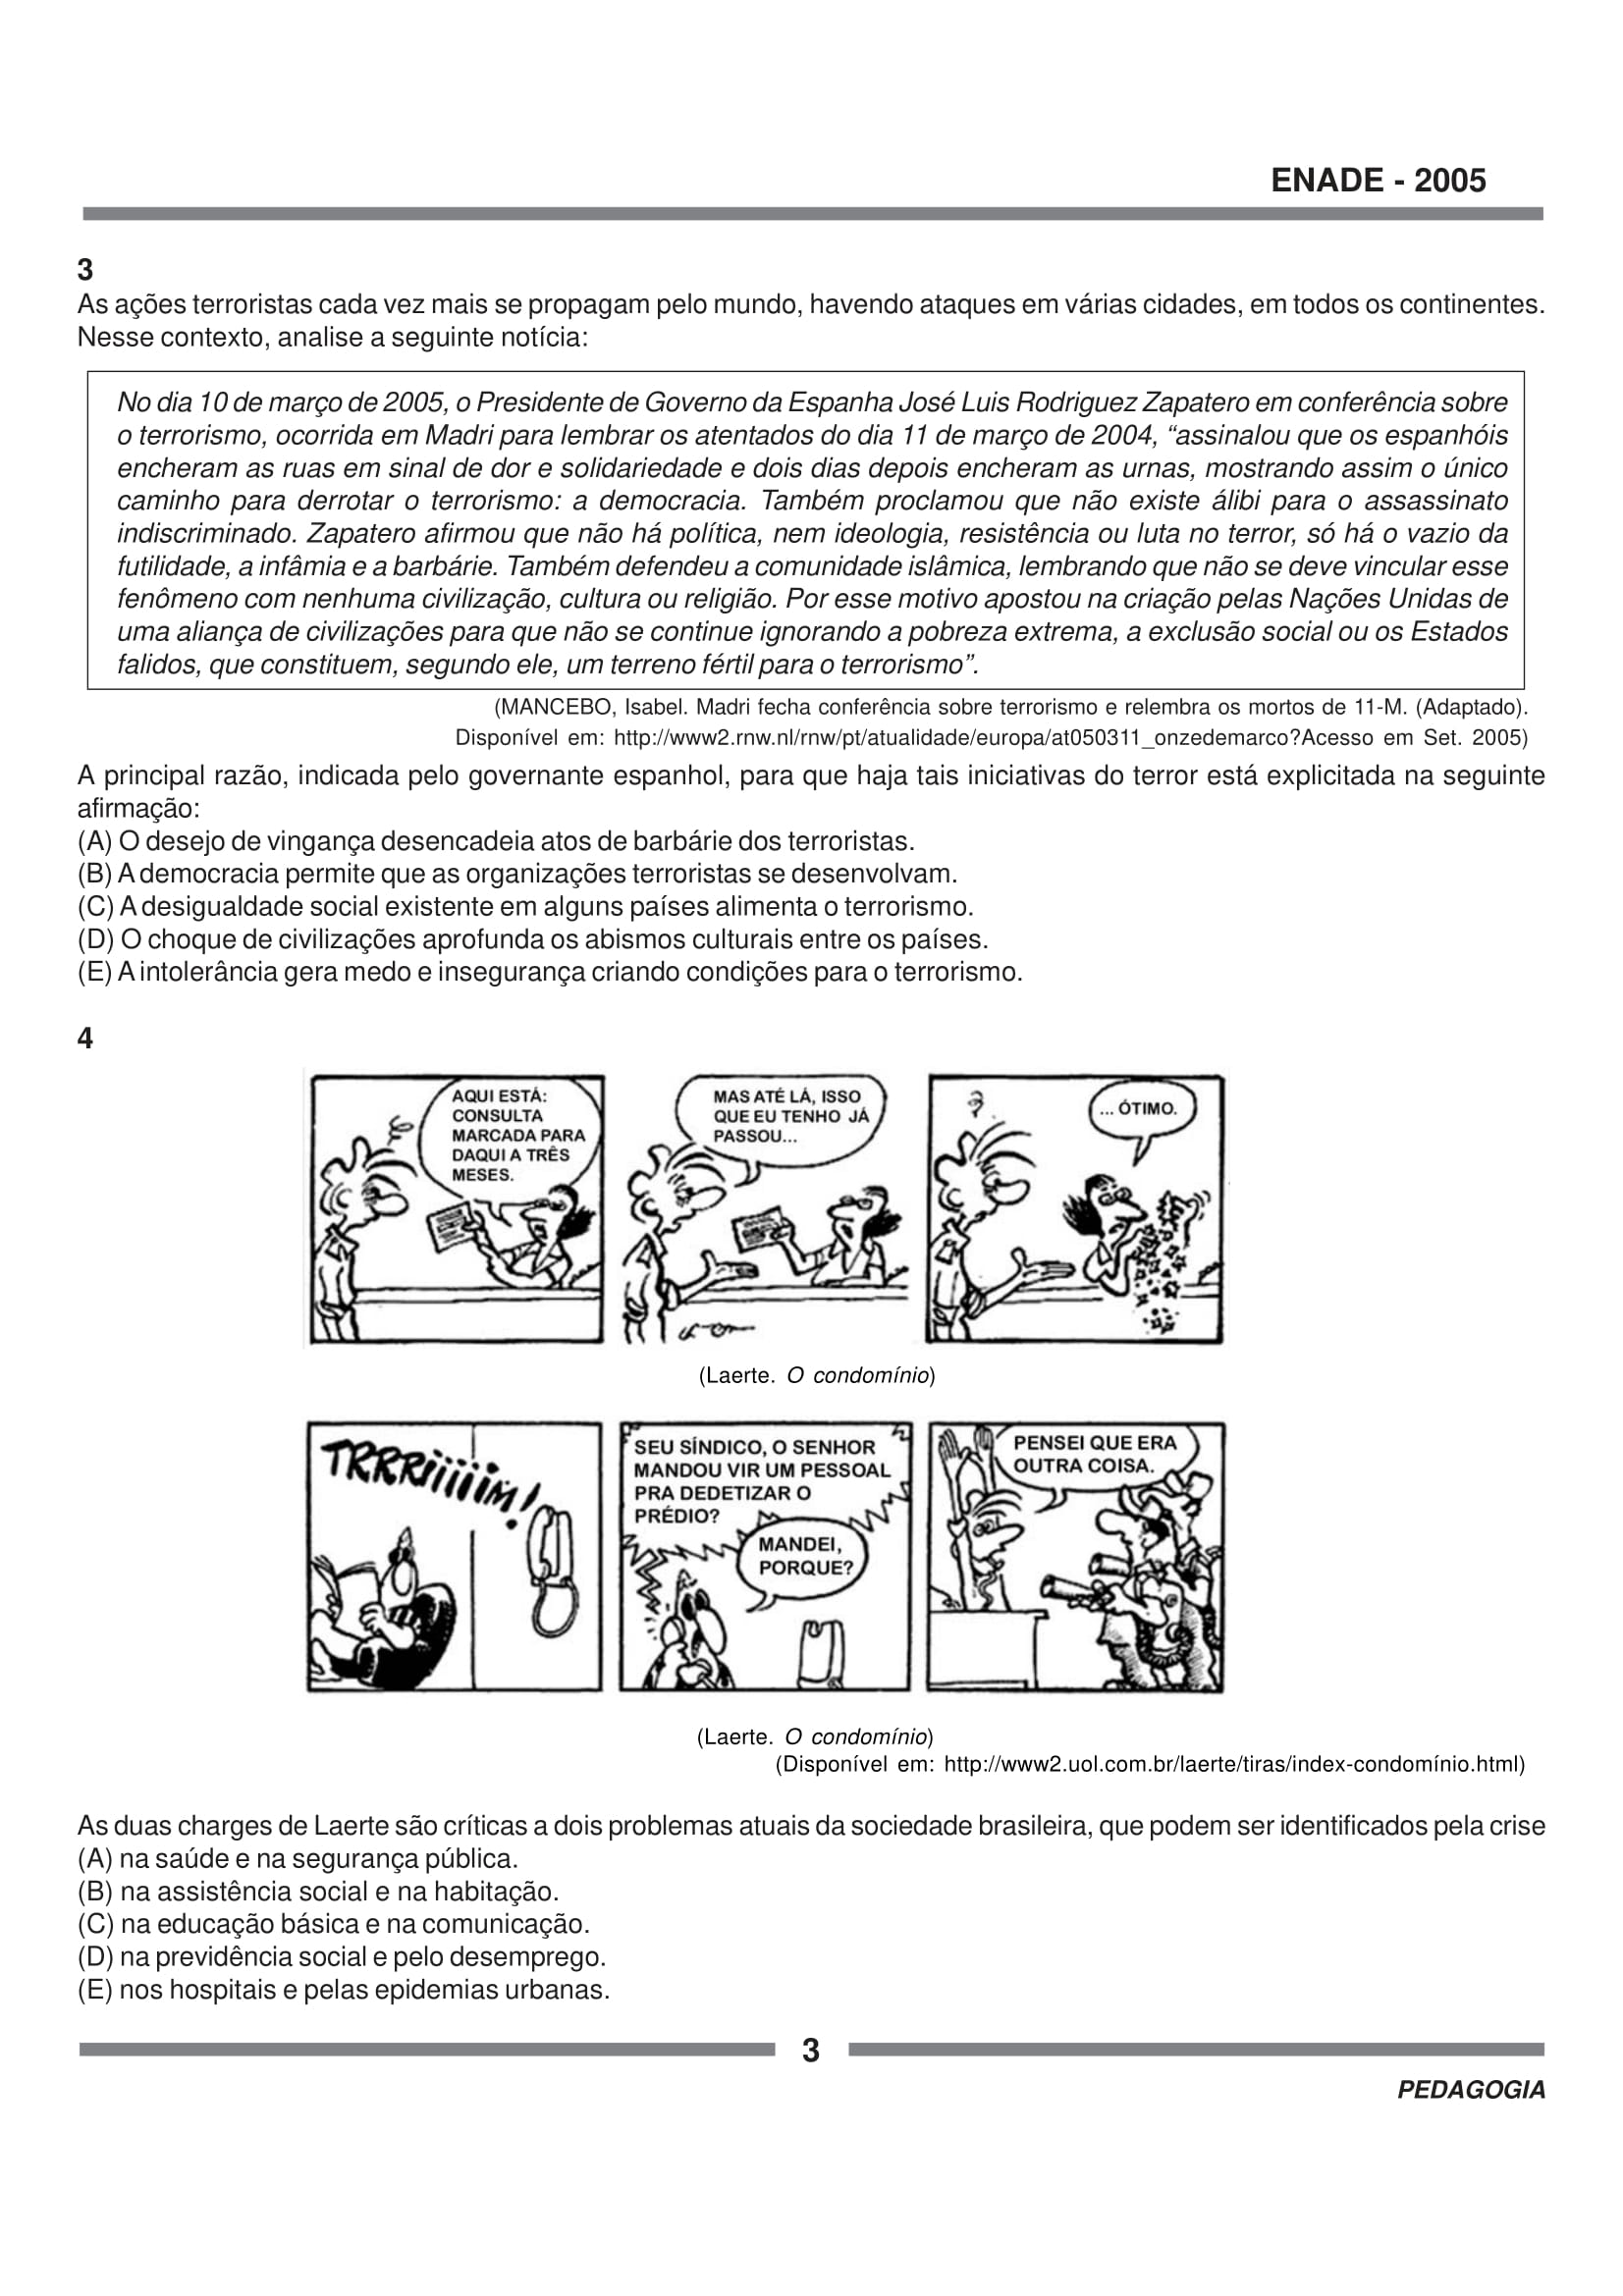 ENADE - 2005
3
As ações terroristas cada vez mais se propagam pelo mundo, havendo ataques em várias cidades, em todos os continentes.
Nesse contexto, analise a seguinte notícia:
No dia 10 de março de 2005, o Presidente de Governo da Espanha José Luis Rodriguez Zapatero em conferência sobre
o terrorismo, ocorrida em Madri para lembrar os atentados do dia 11 de março de 2004, “assinalou que os espanhóis
encheram as ruas em sinal de dor e solidariedade e dois dias depois encheram as urnas, mostrando assim o único
caminho para derrotar o terrorismo: a democracia. Também proclamou que não existe álibi para o assassinato
indiscriminado. Zapatero afirmou que não há política, nem ideologia, resistência ou luta no terror, só há o vazio da
futilidade, a infâmia e a barbárie. Também defendeu a comunidade islâmica, lembrando que não se deve vincular esse
fenômeno com nenhuma civilização, cultura ou religião. Por esse motivo apostou na criação pelas Nações Unidas de
uma aliança de civilizações para que não se continue ignorando a pobreza extrema, a exclusão social ou os Estados
falidos, que constituem, segundo ele, um terreno fértil para o terrorismo”.
(MANCEBO, Isabel. Madri fecha conferência sobre terrorismo e relembra os mortos de 11-M. (Adaptado).
Disponível em: http://www2.rnw.nl/rnw/pt/atualidade/europa/at050311_onzedemarco?Acesso em Set. 2005)
A principal razão, indicada pelo governante espanhol, para que haja tais iniciativas do terror está explicitada na seguinte
afirmação:
(A) O desejo de vingança desencadeia atos de barbárie dos terroristas.
(B) A democracia permite que as organizações terroristas se desenvolvam.
(C) A desigualdade social existente em alguns países alimenta o terrorismo.
(D) O choque de civilizações aprofunda os abismos culturais entre os países.
(E) A intolerância gera medo e insegurança criando condições para o terrorismo.
4
AQUI ESTÁ:
CONSULTA
MARCADA PARA
DAQUI A TRÊS
MESES.
MAS ATÉ LÁ, ISSO
QUE EU TENHO JÁ
PASSOU...
... ÓTIMO.
(Laerte. O condomínio)
TRRRiiiiiiM!
SEU SÍNDICO, O SENHOR
MANDOU VIR UM PESSOAL
PRA DEDETIZAR O
PRÉDIO?
MANDEI,
PORQUE?
PENSEI QUE ERA
OUTRA COISA.
(Laerte. O condomínio)
(Disponível em: http://www2.uol.com.br/laerte/tiras/index-condomínio.html)
As duas charges de Laerte são críticas a dois problemas atuais da sociedade brasileira, que podem ser identificados pela crise
(A) na saúde e na segurança pública.
(B) na assistência social e na habitação.
(C) na educação básica e na comunicação.
(D) na previdência social e pelo desemprego.
(E) nos hospitais e pelas epidemias urbanas.
3
PEDAGOGIA